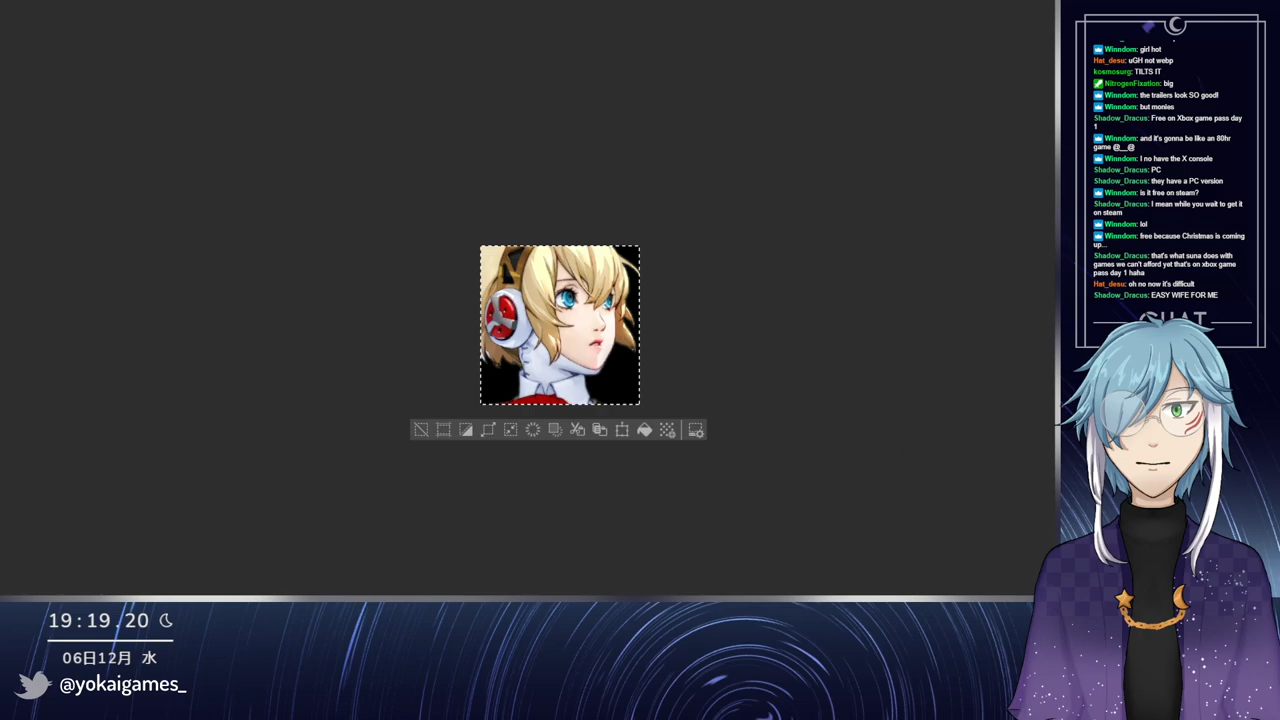 Winndom: girl hot
Hat_desu: uGH not webp
kosmosurg: TILTS IT
NitrogenFixation: big
Winndom: the trailers look SO good!
Winndom: but monies
Shadow_Dracus: Free on Xbox game pass day
1
Winndom: and it's gonna be like an 80hr
game @__@
Winndom: I no have the X console
Shadow_Dracus: PC
Shadow_Dracus: they have a PC version
Winndom: is it free on steam?
Shadow_Dracus: I mean while you wait to get it
on steam
Winndom: lol
Winndom: free because Christmas is coming
up...
Shadow_Dracus: that's what suna does with
games we can't afford yet that's on xbox game
pass day 1 haha
Hat_desu: oh no now it's difficult
Shadow_Dracus: EASY WIFE FOR ME
CHAT
19:19.20
06日12月 水
@yokaigames_